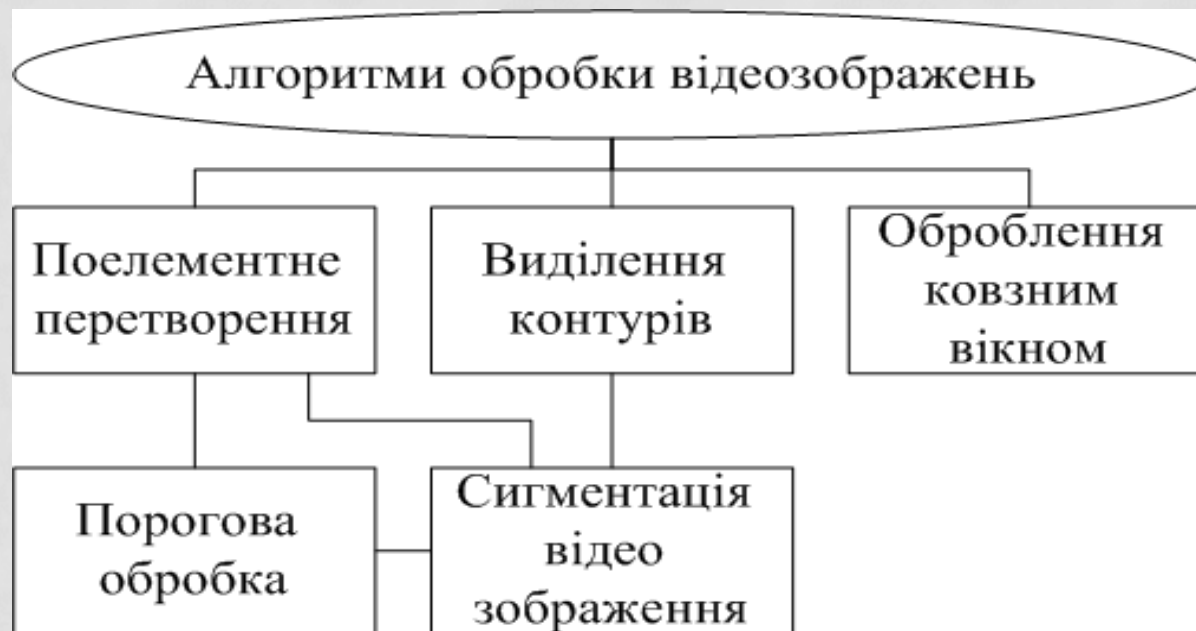 Алгоритми обробки відеозображень
Поелементне
перетворення
Виділення
контурів
Оброблення
ковзним
вікном
Порогова
обробка
Сигментація
відео
зображення